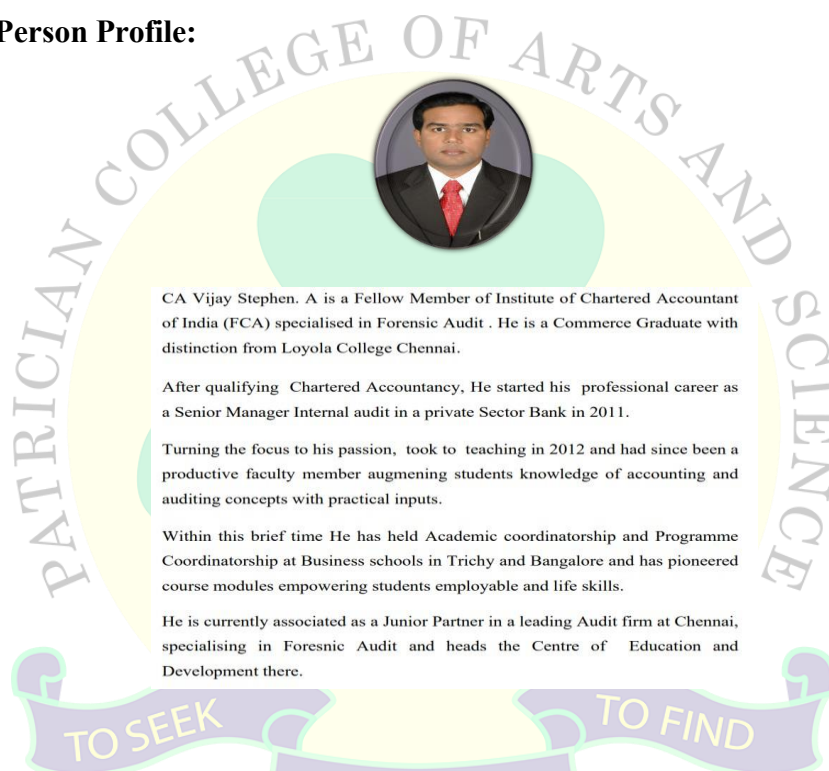 Person Profile:
PATRICIAN COLLEGE OF ARTS AND SCIENCE
CA Vijay Stephen. A is a Fellow Member of Institute of Chartered Accountant
of India (FCA) specialised in Forensic Audit . He is a Commerce Graduate with
distinction from Loyola College Chennai.
After qualifying Chartered Accountancy, He started his professional career as
a Senior Manager Internal audit in a private Sector Bank in 2011.
Turning the focus to his passion, took to teaching in 2012 and had since been a
productive faculty member augmening students knowledge of accounting and
auditing concepts with practical inputs.
Within this brief time He has held Academic coordinatorship and Programme
Coordinatorship at Business schools in Trichy and Bangalore and has pioneered
course modules empowering students employable and life skills.
He is currently associated as a Junior Partner in a leading Audit firm at Chennai,
specialising in Foresnic Audit and heads the Centre of Education and
Development there.
TO SEEK
TO FIND